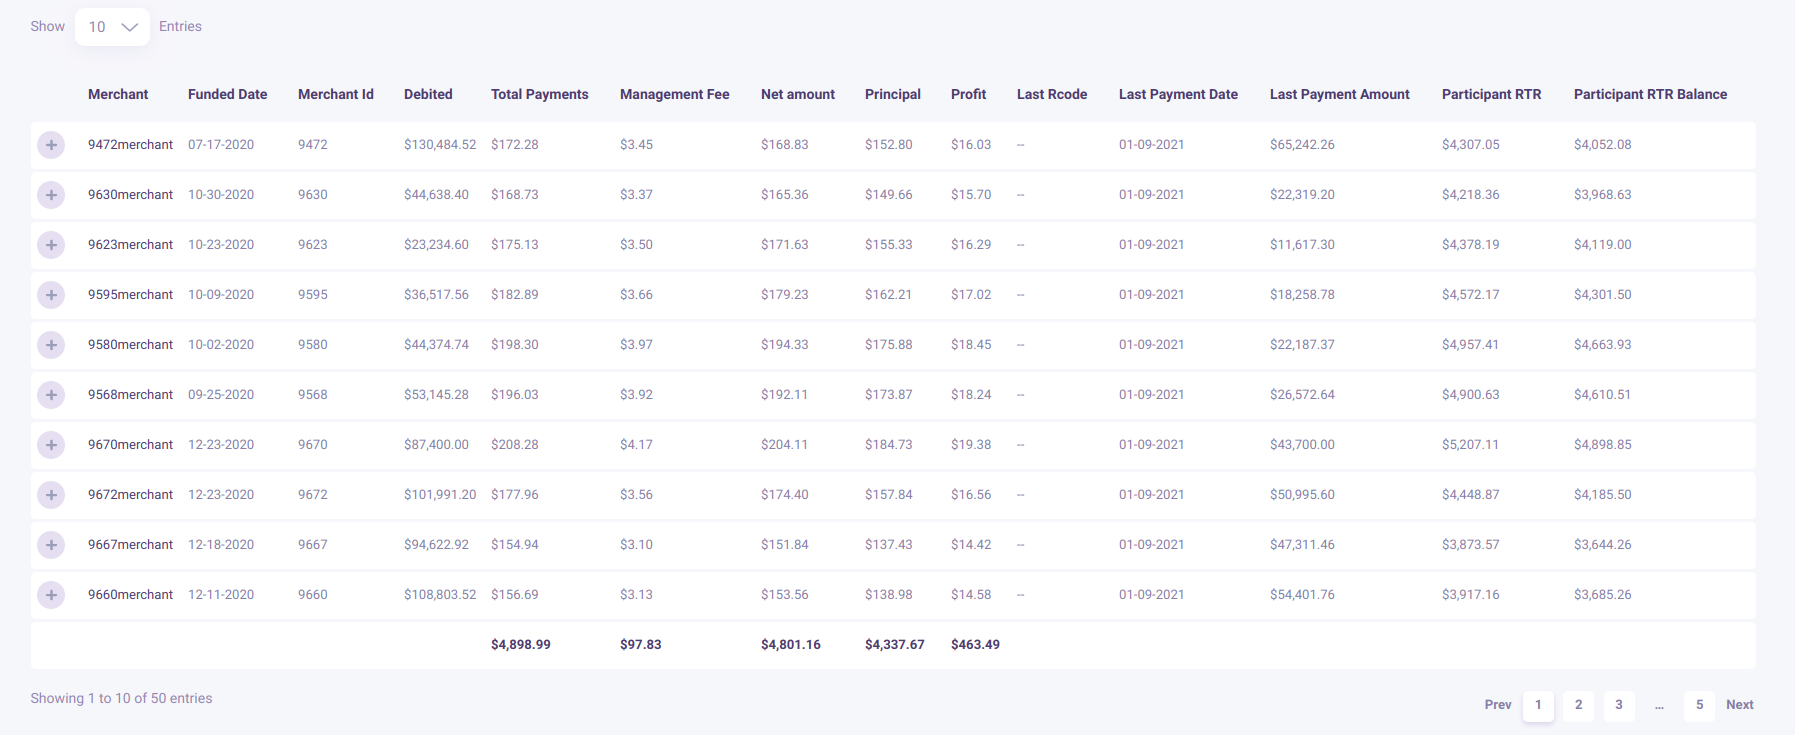 Show 10 Entries
Merchant Funded Date Merchant Id Debited Total Payments Management Fee Net amount Principal Profit Last Rcode Last Payment Date Last Payment Amount Participant RTR Participant RTR Balance
9472merchant 07-17-2020 9472 $130,484.52 $172.28 $3.45 $168.83 $152.80 $16.03 -- 01-09-2021 $65,242.26 $4,307.05 $4,052.08
9630merchant 10-30-2020 9630 $44,638.40 $168.73 $3.37 $165.36 $149.66 $15.70 -- 01-09-2021 $22,319.20 $4,218.36 $3,968.63
9623merchant 10-23-2020 9623 $23,234.60 $175.13 $3.50 $171.63 $155.33 $16.29 -- 01-09-2021 $11,617.30 $4,378.19 $4,119.00
9595merchant 10-09-2020 9595 $36,517.56 $182.89 $3.66 $179.23 $162.21 $17.02 -- 01-09-2021 $18,258.78 $4,572.17 $4,301.50
9580merchant 10-02-2020 9580 $44,374.74 $198.30 $3.97 $194.33 $175.88 $18.45 -- 01-09-2021 $22,187.37 $4,957.41 $4,663.93
9568merchant 09-25-2020 9568 $53,145.28 $196.03 $3.92 $192.11 $173.87 $18.24 -- 01-09-2021 $26,572.64 $4,900.63 $4,610.51
9670merchant 12-23-2020 9670 $87,400.00 $208.28 $4.17 $204.11 $184.73 $19.38 -- 01-09-2021 $43,700.00 $5,207.11 $4,898.85
9672merchant 12-23-2020 9672 $101,991.20 $177.96 $3.56 $174.40 $157.84 $16.56 -- 01-09-2021 $50,995.60 $4,448.87 $4,185.50
9667merchant 12-18-2020 9667 $94,622.92 $154.94 $3.10 $151.84 $137.43 $14.42 -- 01-09-2021 $47,311.46 $3,873.57 $3,644.26
9660merchant 12-11-2020 9660 $108,803.52 $156.69 $3.13 $153.56 $138.98 $14.58 -- 01-09-2021 $54,401.76 $3,917.16 $3,685.26
$4,898.99 $97.83 $4,801.16 $4,337.67 $463.49
Showing 1 to 10 of 50 entries
Prev 1 2 3 ... 5 Next